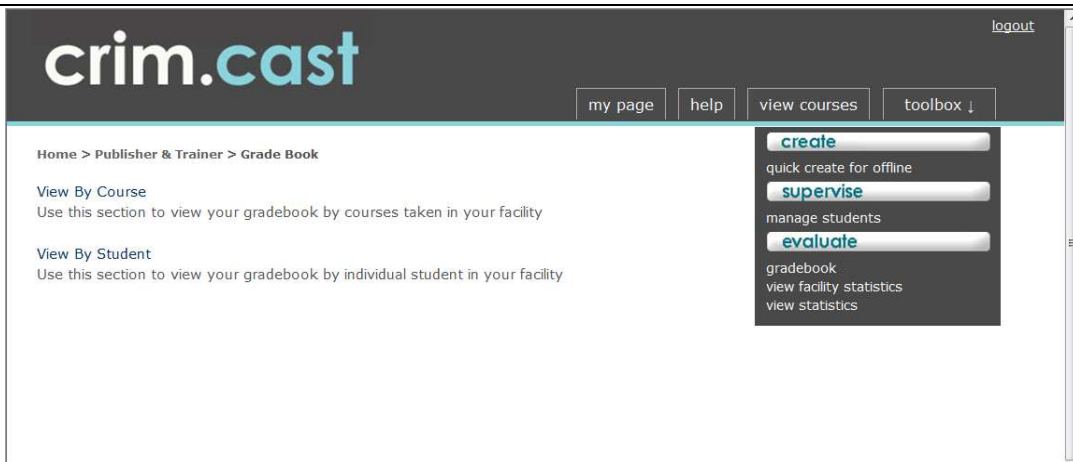 logout
crim.cast
my page
help
view courses
toolbox ↓
Home > Publisher & Trainer > Grade Book
View By Course
Use this section to view your gradebook by courses taken in your facility
View By Student
Use this section to view your gradebook by individual student in your facility
create
quick create for offline
supervise
manage students
evaluate
gradebook
view facility statistics
view statistics